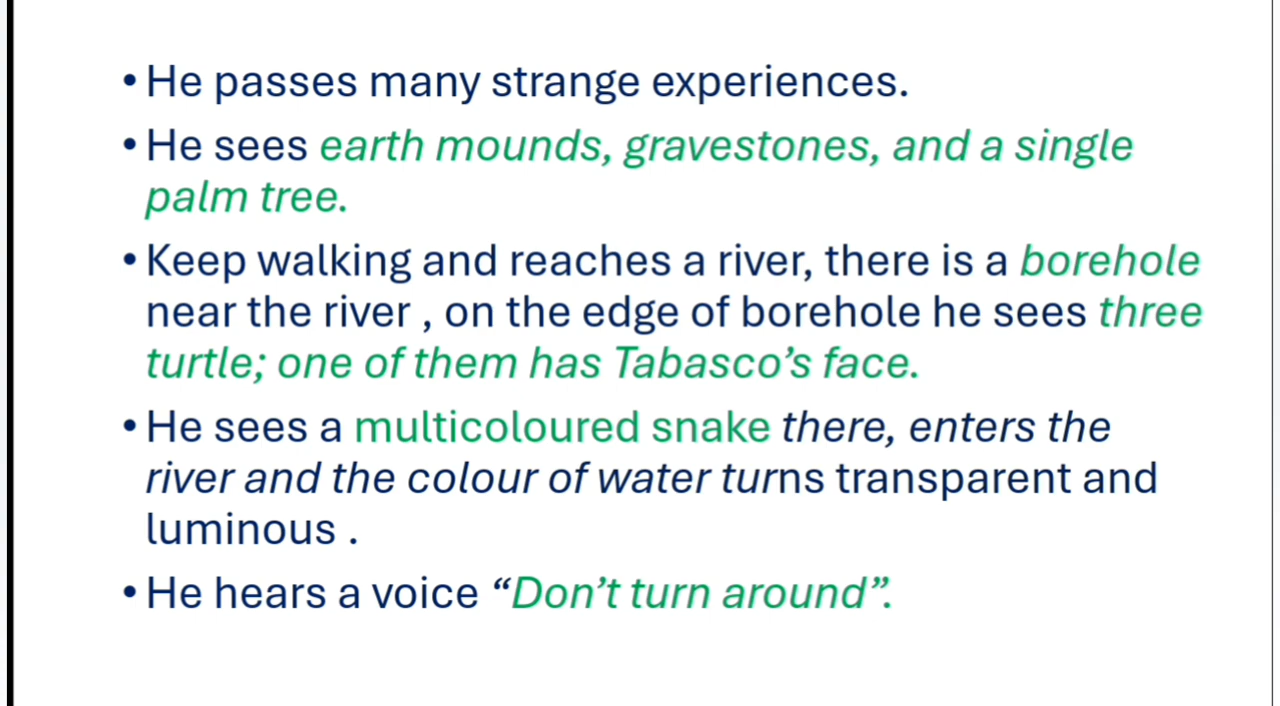 • He passes many strange experiences.
• He sees earth mounds, gravestones, and a single
palm tree.
• Keep walking and reaches a river, there is a borehole
near the river , on the edge of borehole he sees three
turtle; one of them has Tabasco’s face.
• He sees a multicoloured snake there, enters the
river and the colour of water turns transparent and
luminous .
• He hears a voice “Don’t turn around”.